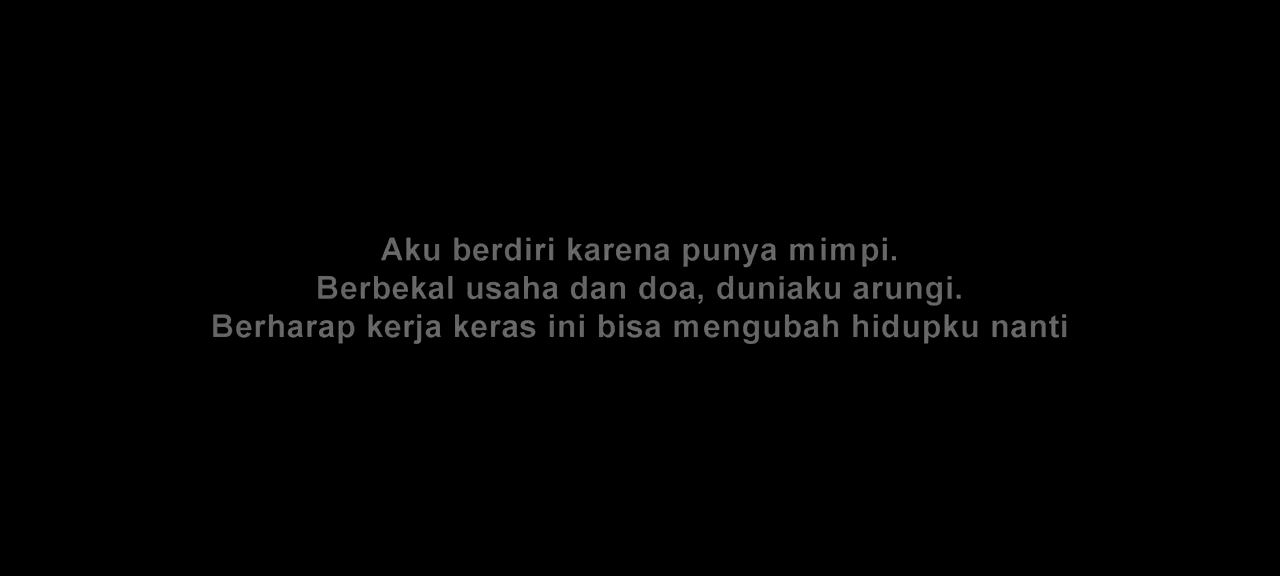 Aku berdiri karena punya mimpi.
Berbekal usaha dan doa, duniaku arungi.
Berharap kerja keras ini bisa mengubah hidupku nanti